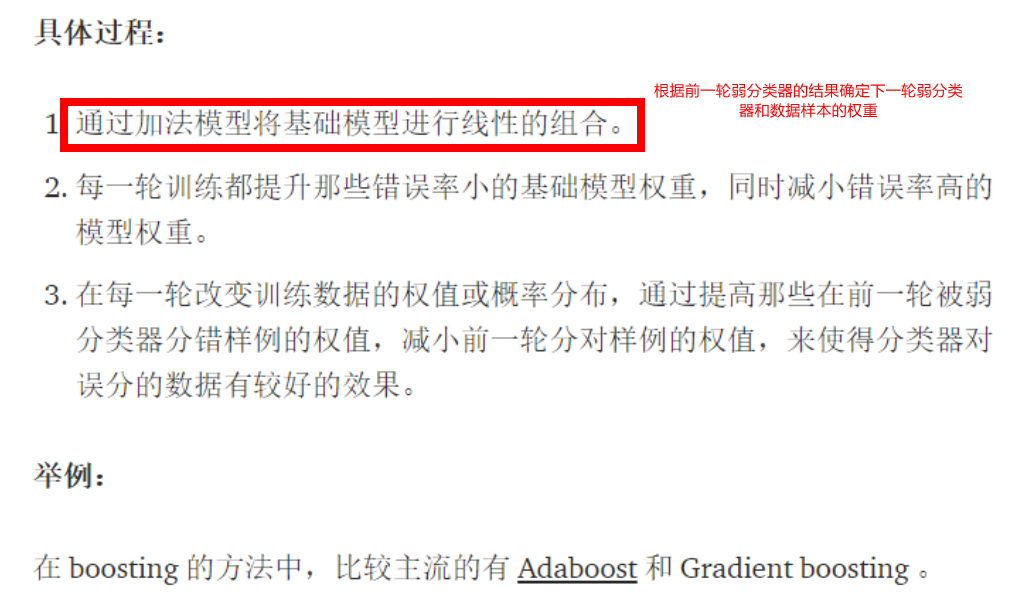 具体过程：
根据前一轮弱分类器的结果确定下一轮弱分类
器和数据样本的权重
1 通过加法模型将基础模型进行线性的组合。
2. 每一轮训练都提升那些错误率小的基础模型权重，同时减小错误率高的
模型权重。
3. 在每一轮改变训练数据的权值或概率分布，通过提高那些在前一轮被弱
分类器分错样例的权值，减小前一轮分对样例的权值，来使得分类器对
误分的数据有较好的效果。
举例：
在 boosting 的方法中，比较主流的有 Adaboost 和 Gradient boosting 。